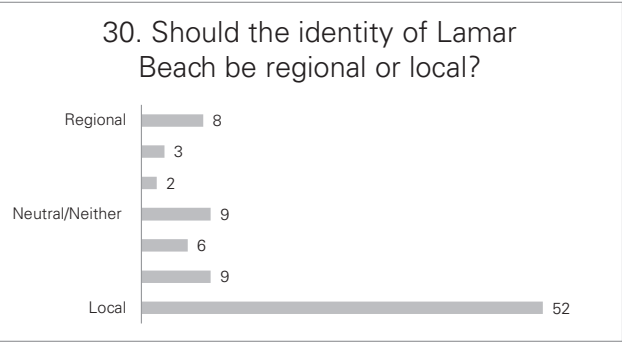 30. Should the identity of Lamar
Beach be regional or local?
Regional 8
3
2
Neutral/Neither 9
6
9
Local 52